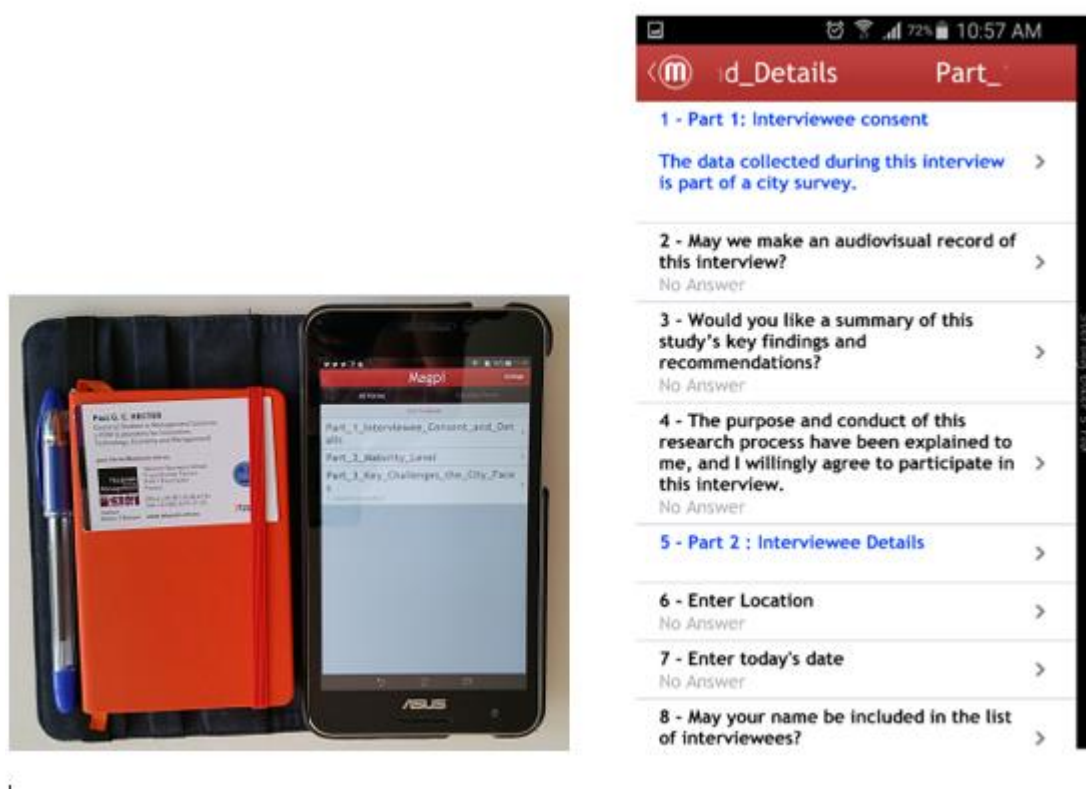 Magpi
Part_1_Interviewee_Consent_and_Det
ails
Part_2_Maturity_Level
Part_3_Key_Challenges_the_City_Face
s
ASUS
72% 10:57 AM
d_Details Part_
1 - Part 1: Interviewee consent
The data collected during this interview
is part of a city survey.
2 - May we make an audiovisual record of
this interview?
No Answer
3 - Would you like a summary of this
study's key findings and
recommendations?
No Answer
4 - The purpose and conduct of this
research process have been explained to
me, and I willingly agree to participate in
this interview.
No Answer
5 - Part 2 : Interviewee Details
6 - Enter Location
No Answer
7 - Enter today's date
No Answer
8 - May your name be included in the list
of interviewees?